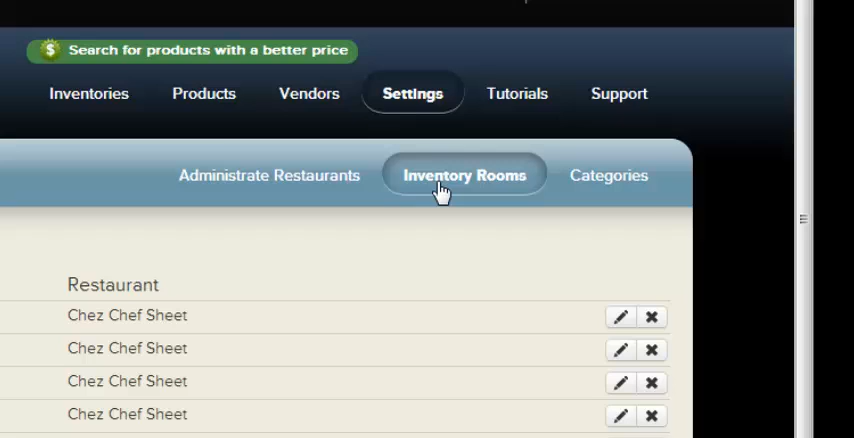 Search for products with a better price
Inventories Products Vendors Settings Tutorials Support
Administrate Restaurants Inventory Rooms Categories
Restaurant
Chez Chef Sheet
Chez Chef Sheet
Chez Chef Sheet
Chez Chef Sheet